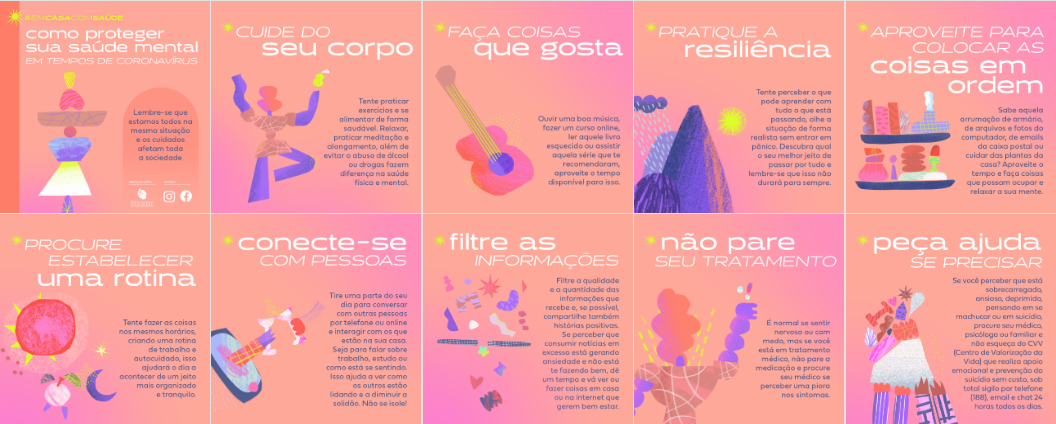 #EMCASACOMSAÚDE
como proteger
sua saúde mental
EM TEMPOS DE CORONAVÍRUS
Lembre-se que
estamos todos na
mesma situação
e os cuidados
afetam toda
a sociedade
CUIDE DO
seu corpo
Tente praticar
exercícios e se
alimentar de forma
saudável. Relaxar,
praticar meditação e
alongamento, além de
evitar o abuso de álcool
ou drogas fazem
diferença na saúde
física e mental.
FAÇA COISAS
que gosta
Ouvir uma boa música,
fazer um curso online,
ler aquele livro
esquecido ou assistir
aquela série que te
recomendaram,
aproveite o tempo
disponível para isso.
PRATIQUE A
resiliência
Tente perceber o que
pode aprender com
tudo o que está
passando, olhe a
situação de forma
realista sem entrar em
pânico. Descubra qual
o seu melhor jeito de
passar por tudo e
lembre-se que isso não
durará para sempre.
APROVEITE PARA
COLOCAR AS
coisas em
ordem
Sabe aquela
arrumação de armário,
de arquivos e fotos do
computador, de emails
da caixa postal ou
cuidar das plantas da
casa? Aproveite o
tempo e faça coisas
que possam ocupar e
relaxar a sua mente.
PROCURE
ESTABELECER
uma rotina
Tente fazer as coisas
nos mesmos horários,
criando uma rotina
de trabalho e
autocuidado, isso
ajudará o dia a
acontecer de um jeito
mais organizado
e tranquilo.
conecte-se
COM PESSOAS
Tire uma parte do seu
dia para conversar
com outras pessoas
por telefone ou online
e interagir com os que
estão na sua casa.
Seja para falar sobre
trabalho, estudo ou
como está se sentindo.
Isso ajuda a ver como
os outros estão
lidando e a diminuir a
solidão. Não se isole!
filtre as
INFORMAÇÕES
Filtre a qualidade
e a quantidade das
informações que
recebe e, se possível,
compartilhe também
histórias positivas.
Se perceber que
consumir notícias em
excesso está gerando
ansiedade e não está
te fazendo bem, dê
um tempo e vá ver ou
fazer coisas em casa
ou na internet que
gerem bem estar.
não pare
SEU TRATAMENTO
É normal se sentir
nervoso ou com
medo, mas se você
está em tratamento
médico, não pare a
medicação e procure
seu médico se
perceber uma piora
nos sintomas.
peça ajuda
SE PRECISAR
Se você perceber que está
sobrecarregado,
ansioso, deprimido,
pensando em se
machucar ou em suicídio,
procure seu médico,
psicólogo ou familiar e
não esqueça do CVV
(Centro de Valorização da
Vida) que realiza apoio
emocional e prevenção do
suicídio sem custo, sob
total sigilo por telefone
(188), email e chat 24
horas todos os dias.